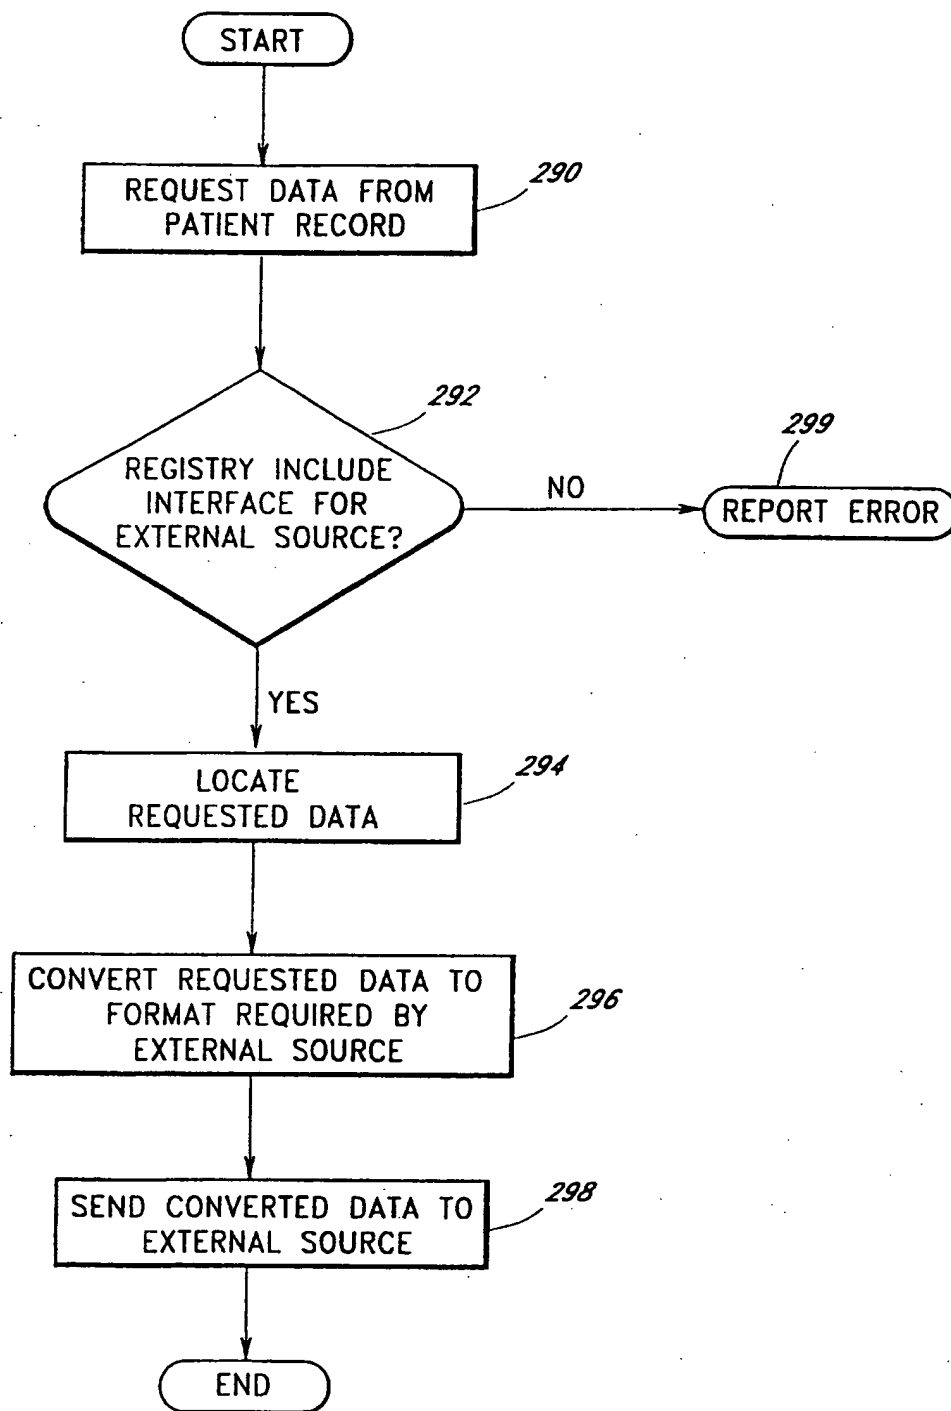 START
REQUEST DATA FROM
PATIENT RECORD
290
292
REGISTRY INCLUDE
INTERFACE FOR
EXTERNAL SOURCE?
NO
299
REPORT ERROR
YES
LOCATE
REQUESTED DATA
294
CONVERT REQUESTED DATA TO
FORMAT REQUIRED BY
EXTERNAL SOURCE
296
SEND CONVERTED DATA TO
EXTERNAL SOURCE
298
END